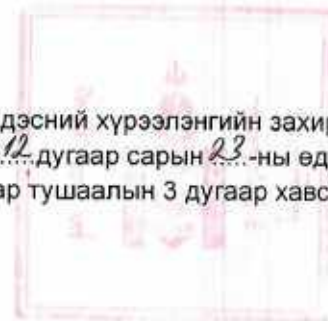 дэсний хүрээлэнгийн захир
12 дугаар сарын 23-ны өд
ар тушаалын 3 дугаар хавс